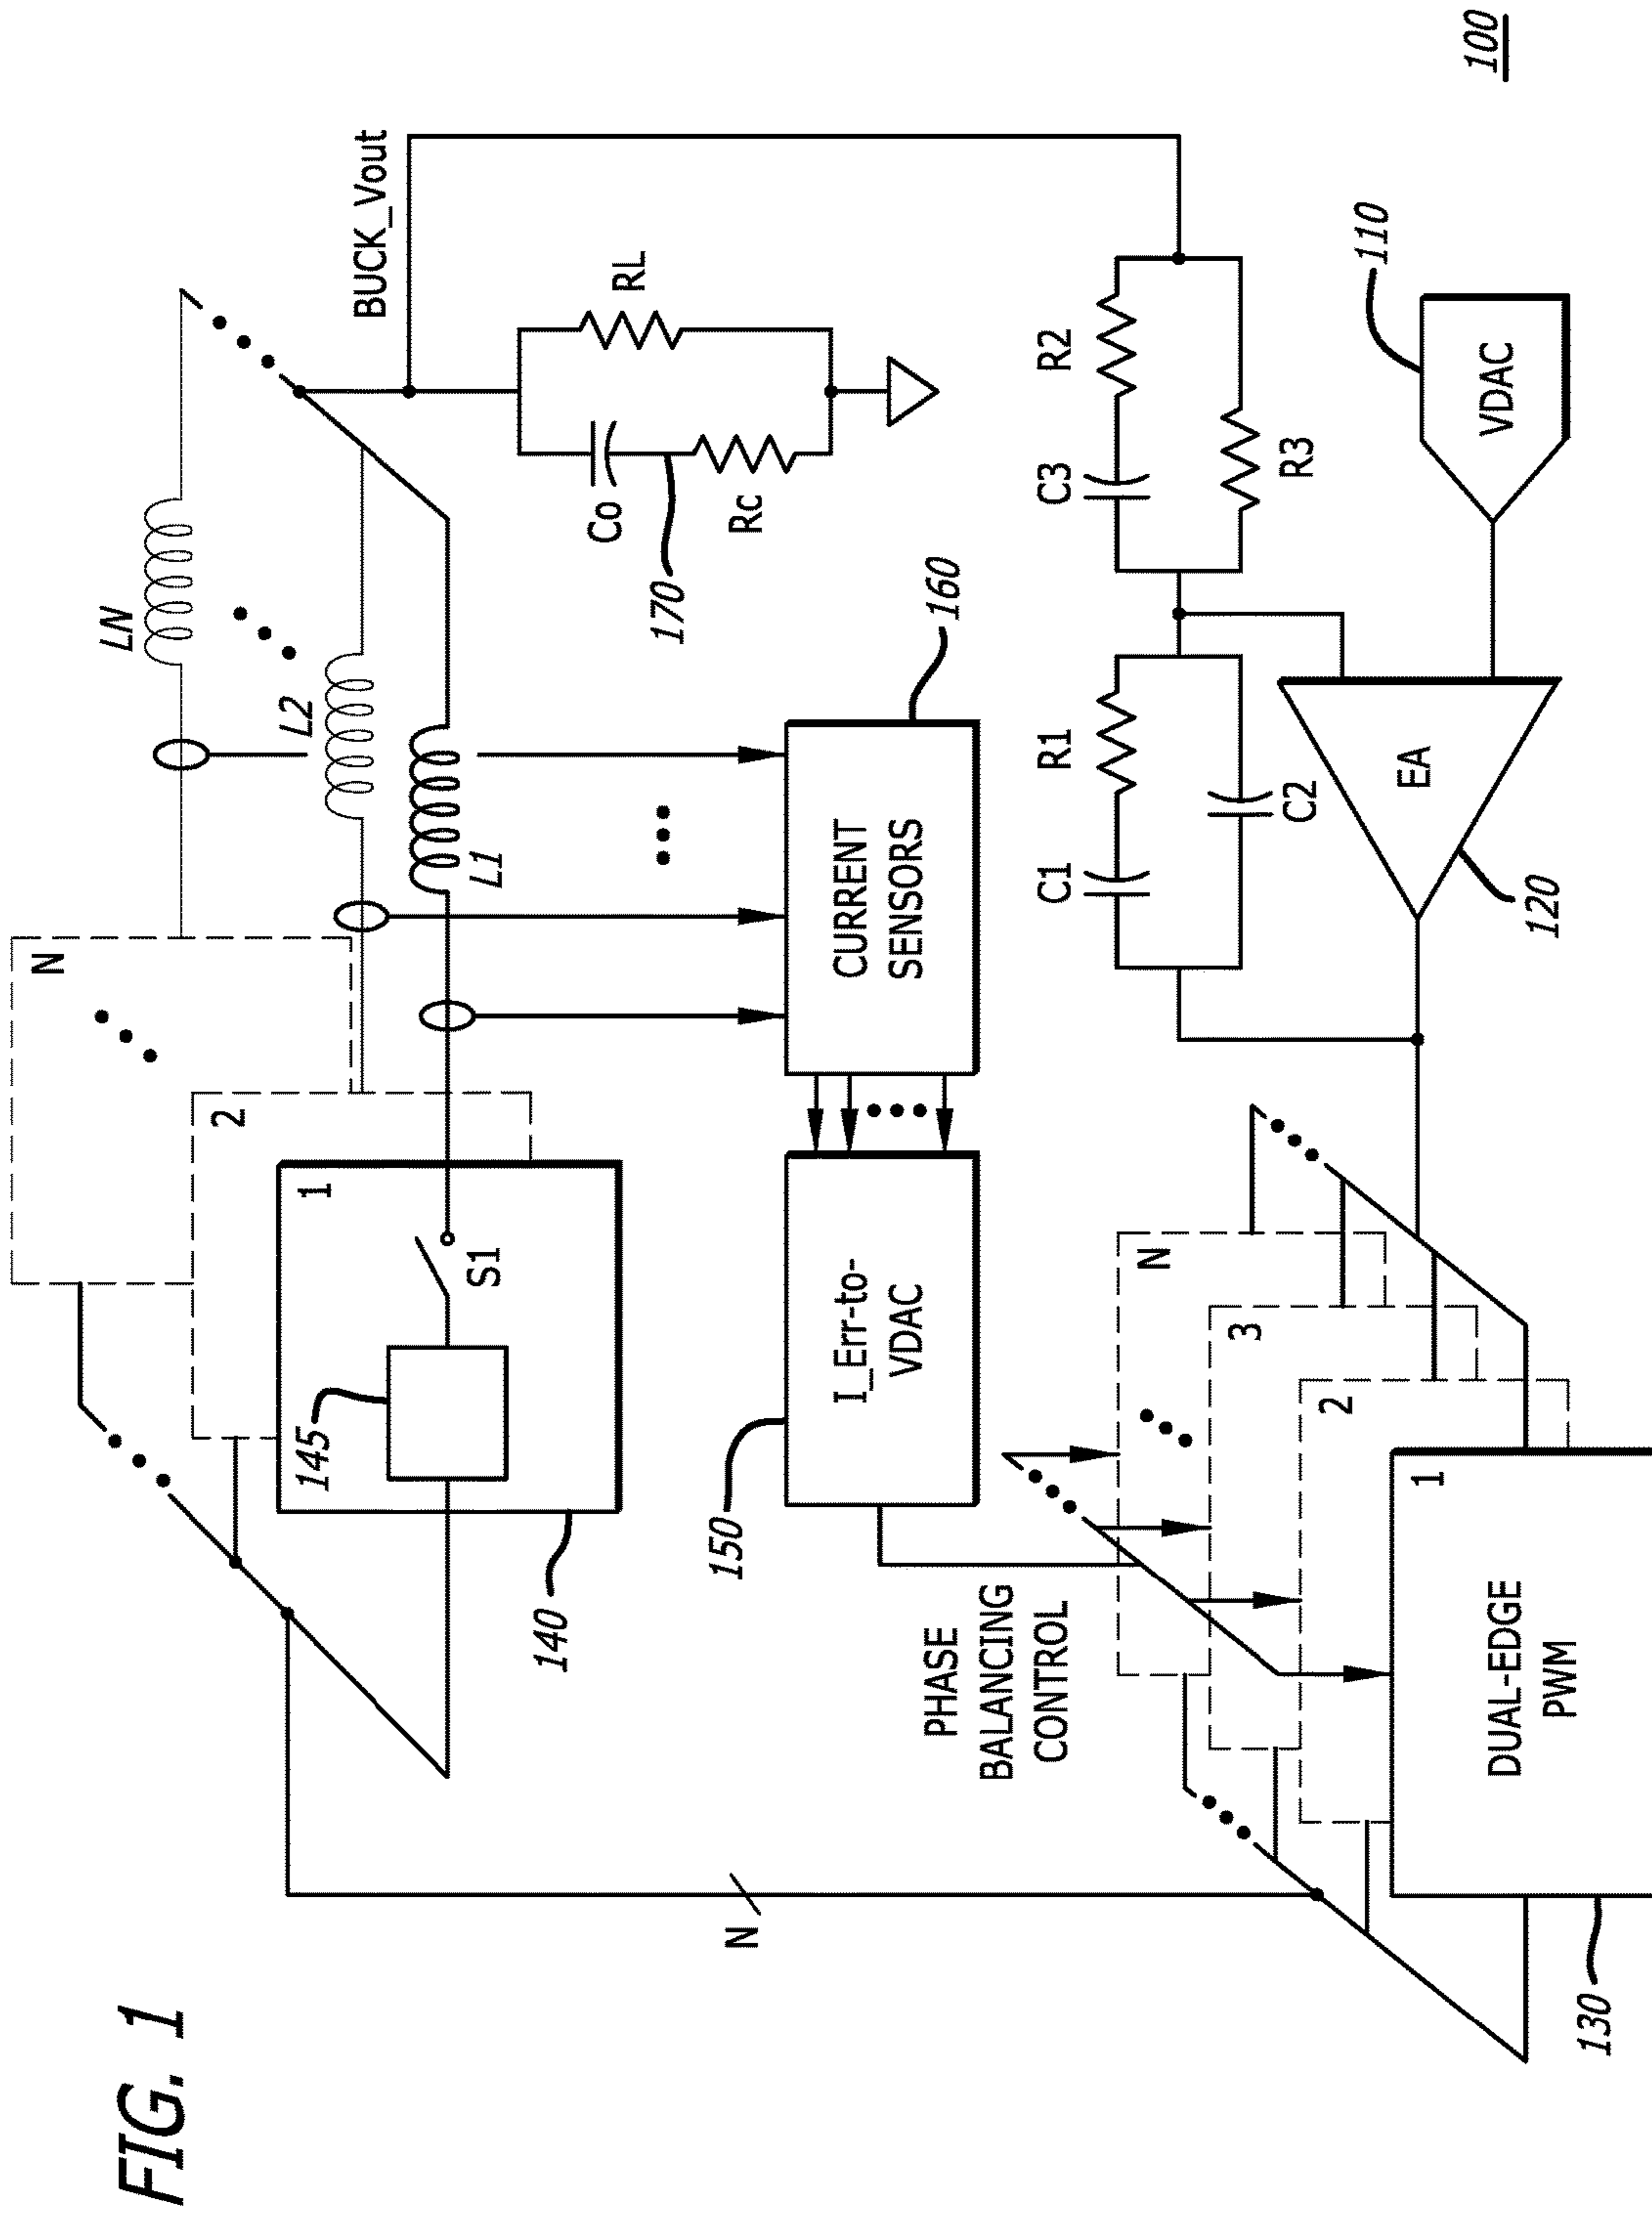 FIG. 1
N
LN
2
L2
1
145
S1
140
L1
BUCK_Vout
Co
RL
Rc
170
N
150
I_Err-to-
VDAC
CURRENT
SENSORS
160
PHASE
BALANCING
CONTROL
N
3
2
1
DUAL-EDGE
PWM
130
C1
R1
C2
C3
R2
R3
EA
120
VDAC
110
100